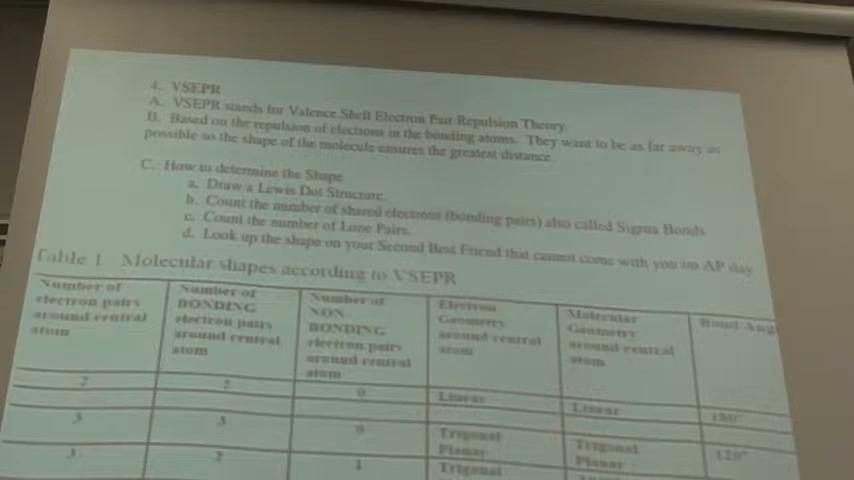 4. VSEPR
A. VSEPR stands for Valence Shell Electron Pair Repulsion Theory
B. Based on the repulsion of electrons in the bonding atoms. They want to be as far away as
possible so the shape of the molecule ensures the greatest distance.
C. How to determine the Shape
a. Draw a Lewis Dot Structure.
b. Count the number of shared electrons (bonding pairs) also called Sigma Bonds
c. Count the number of Lone Pairs.
d. Look up the shape on your Second Best Friend that cannot come with you on AP day
Table 1 Molecular shapes according to VSEPR
Number of
electron pairs
around central
atom
Number of
BONDING
electron pairs
around central
atom
Number of
NON-
BONDING
electron pairs
around central
atom
Electron
Geometry
around central
atom
Molecular
Geometry
around central
atom
Bond Ang
2 2 0 Linear Linear 180°
3 3 0 Trigonal Planar Trigonal Planar 120°
3 2 1 Trigonal